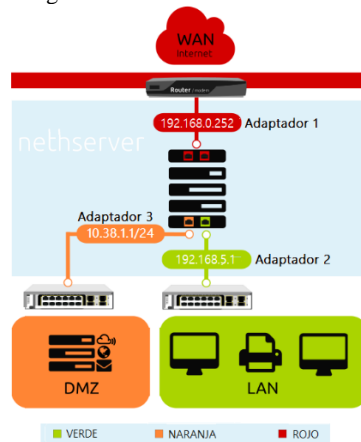 WAN
Internet
Router / modem
192.168.0.252 Adaptador 1
nethserver
Adaptador 3
10.38.1.1/24
192.168.5.1 Adaptador 2
DMZ
LAN
VERDE NARANJA ROJO